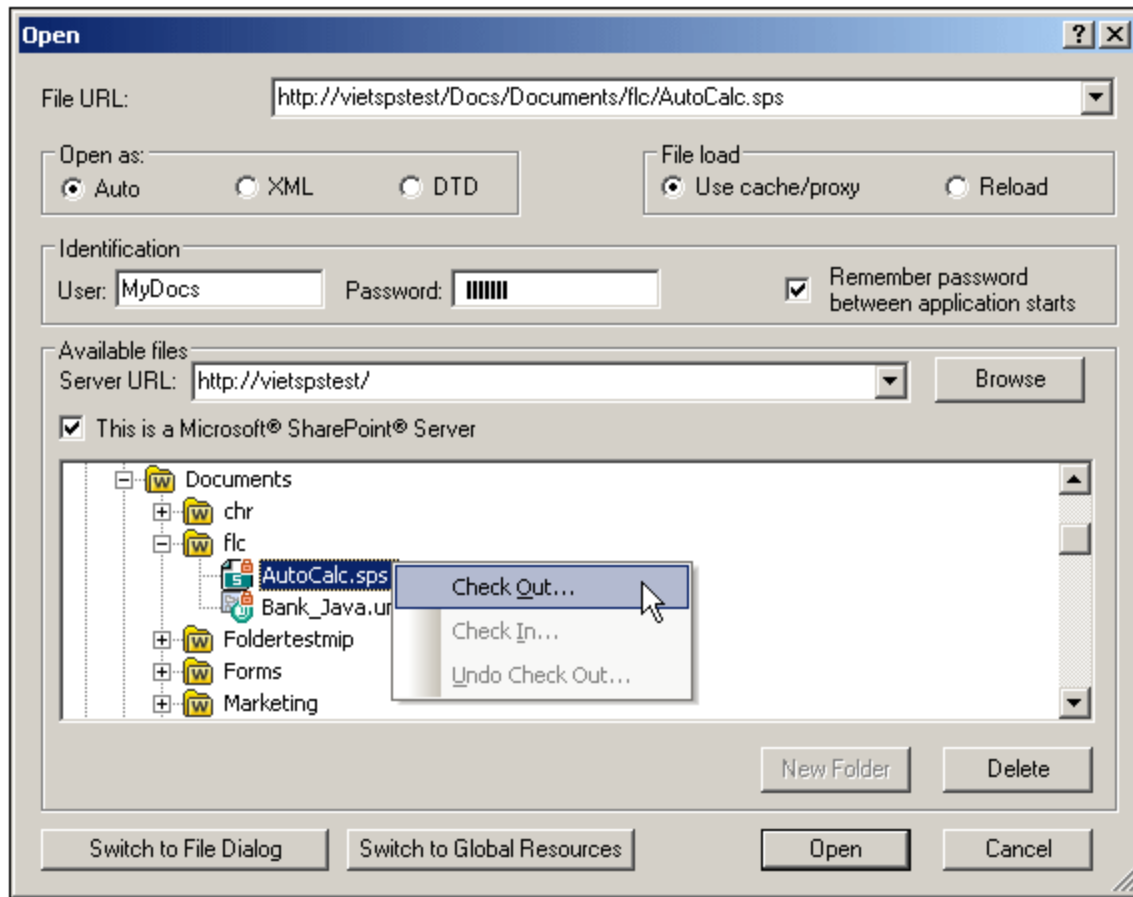 Open
File URL: http://vietspstest/Docs/Documents/flc/AutoCalc.sps
Open as: File load
Auto XML DTD Use cache/proxy Reload
Identification
User: MyDocs Password: Remember password
between application starts
Available files
Server URL: http://vietspstest/ Browse
This is a Microsoft® SharePoint® Server
Documents
chr
flc
AutoCalc.sps Check Out...
Bank_Java.ur
Check In...
Foldertestmip
Forms Undo Check Out...
Marketing
New Folder Delete
Switch to File Dialog Switch to Global Resources Open Cancel